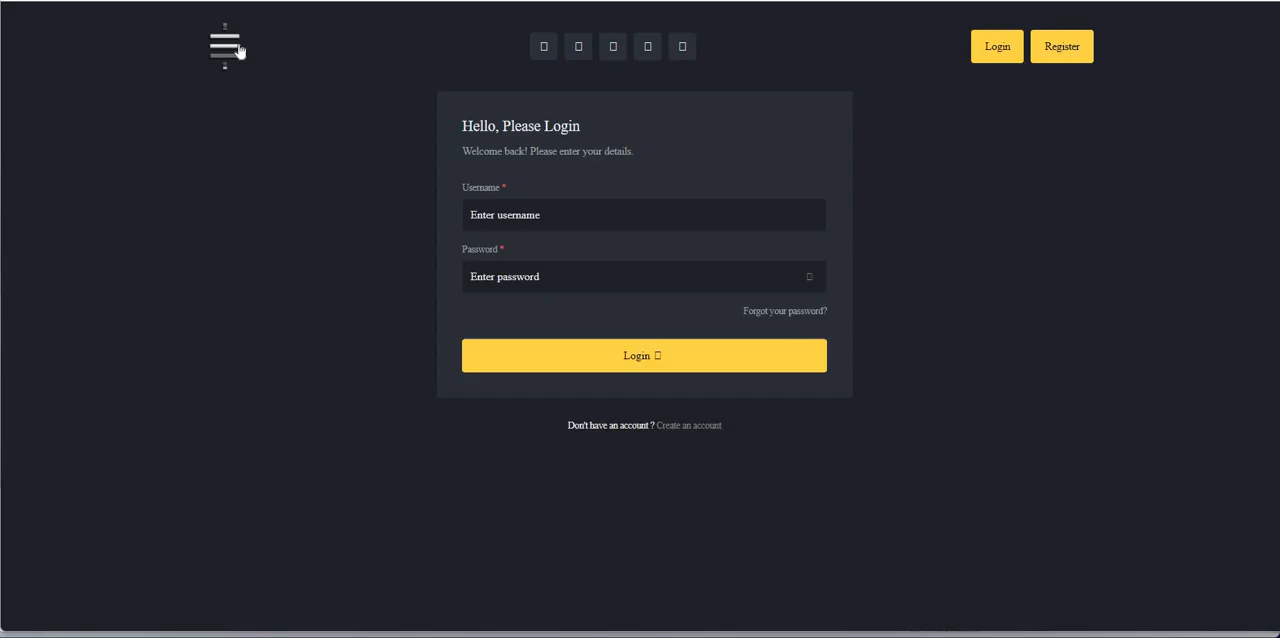 Login
Register
Hello, Please Login
Welcome back! Please enter your details.
Username *
Enter username
Password *
Enter password
Forgot your password?
Login
Don't have an account ? Create an account